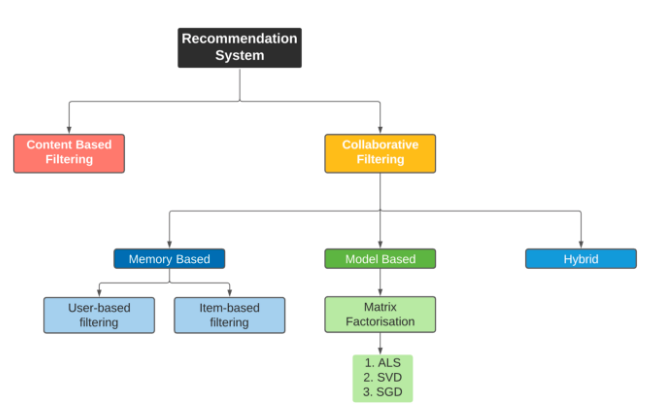 Recommendation
System
Content Based
Filtering
Collaborative
Filtering
Memory Based
Model Based
Hybrid
User-based
filtering
Item-based
filtering
Matrix
Factorisation
1. ALS
2. SVD
3. SGD